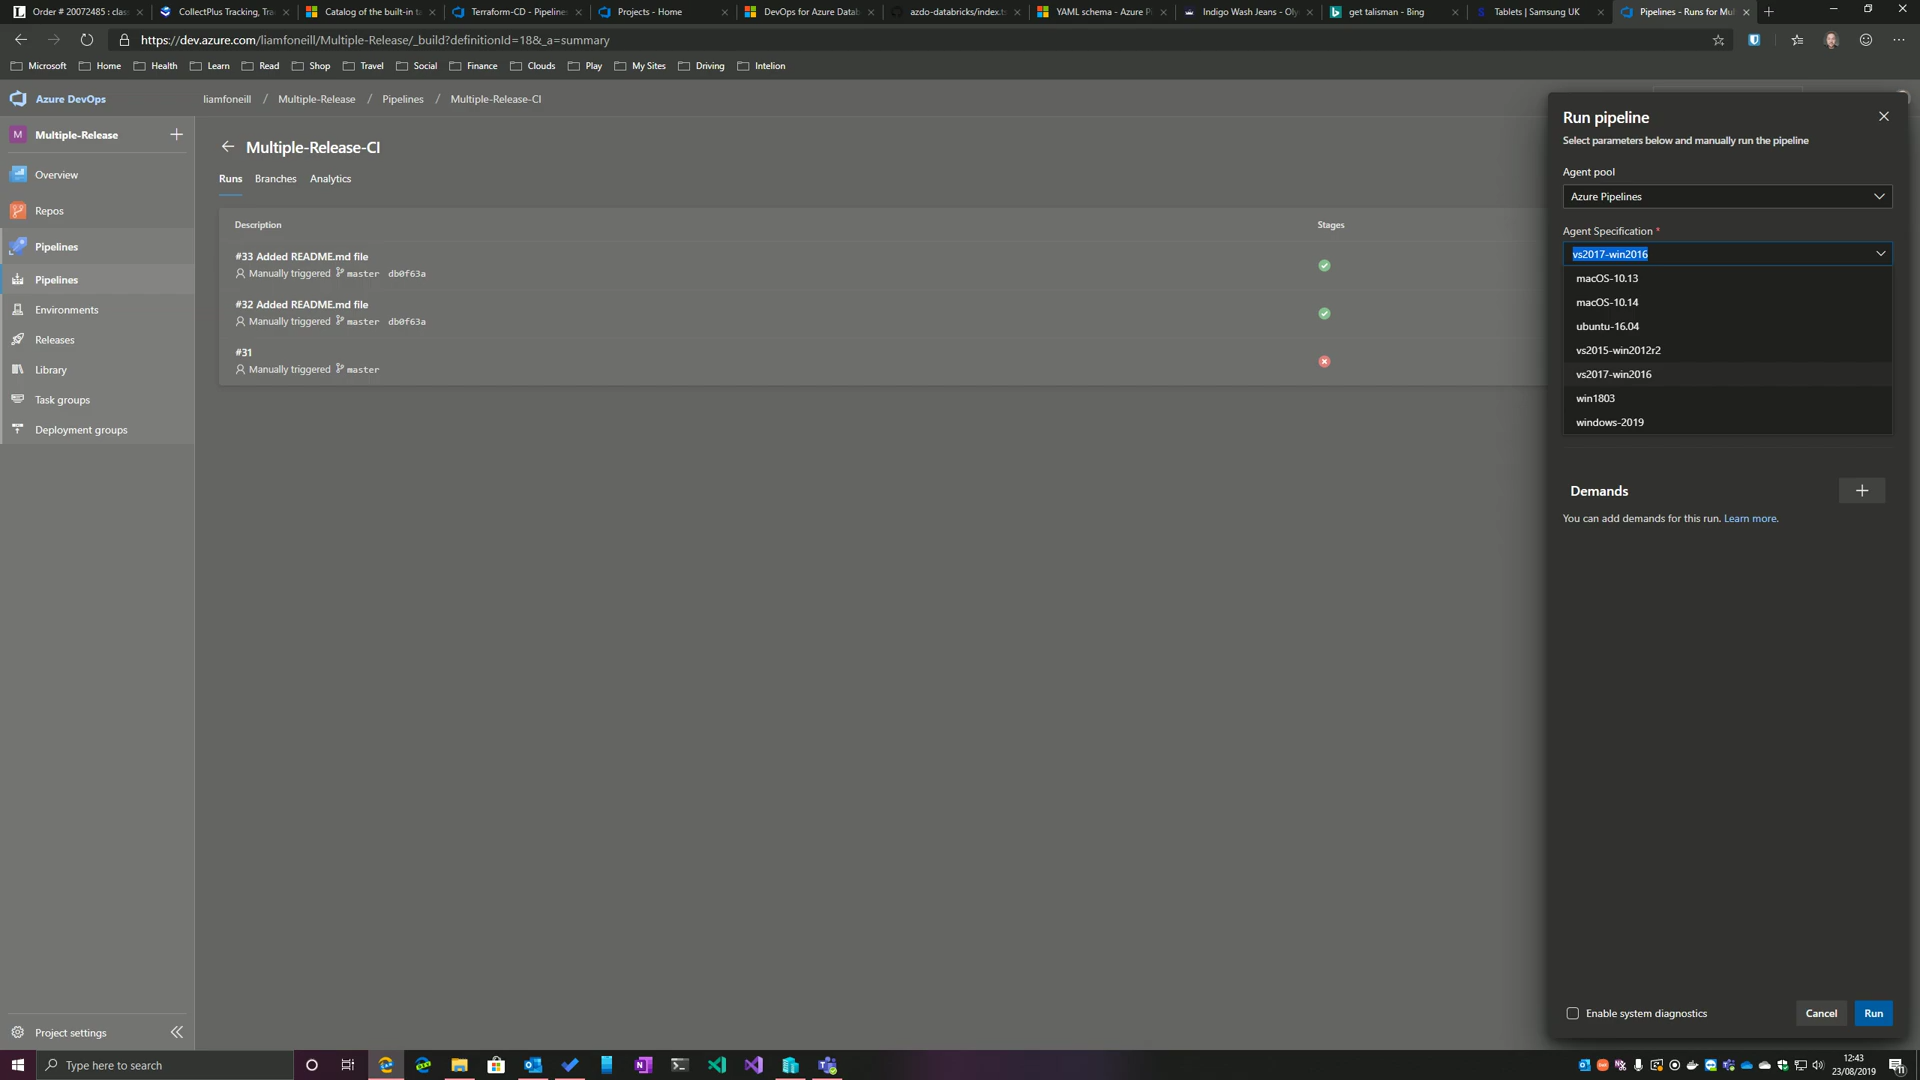 Order # 20072485 : clas
CollectPlus Tracking, Tra
Catalog of the built-in ta
Terraform-CD - Pipeline
Projects - Home
DevOps for Azure Datab
azdo-databricks/index.ts
YAML schema - Azure Pi
Indigo Wash Jeans - Oly
get talisman - Bing
Tablets | Samsung UK
Pipelines - Runs for Mul
https://dev.azure.com/liamfoneill/Multiple-Release/_build?definitionId=18&_a=summary
Microsoft
Home
Health
Learn
Read
Shop
Travel
Social
Finance
Clouds
Play
My Sites
Driving
Intelion
Azure DevOps
liamfoneill / Multiple-Release / Pipelines / Multiple-Release-CI
M Multiple-Release
Overview
Repos
Pipelines
Pipelines
Environments
Releases
Library
Task groups
Deployment groups
Project settings
Multiple-Release-CI
Runs Branches Analytics
Description Stages
#33 Added README.md file
Manually triggered master db0f63a
#32 Added README.md file
Manually triggered master db0f63a
#31
Manually triggered master
Run pipeline
Select parameters below and manually run the pipeline
Agent pool
Azure Pipelines
Agent Specification *
vs2017-win2016
macOS-10.13
macOS-10.14
ubuntu-16.04
vs2015-win2012r2
vs2017-win2016
win1803
windows-2019
Demands
You can add demands for this run. Learn more.
Enable system diagnostics
Cancel
Run
Type here to search
12:43
23/08/2019